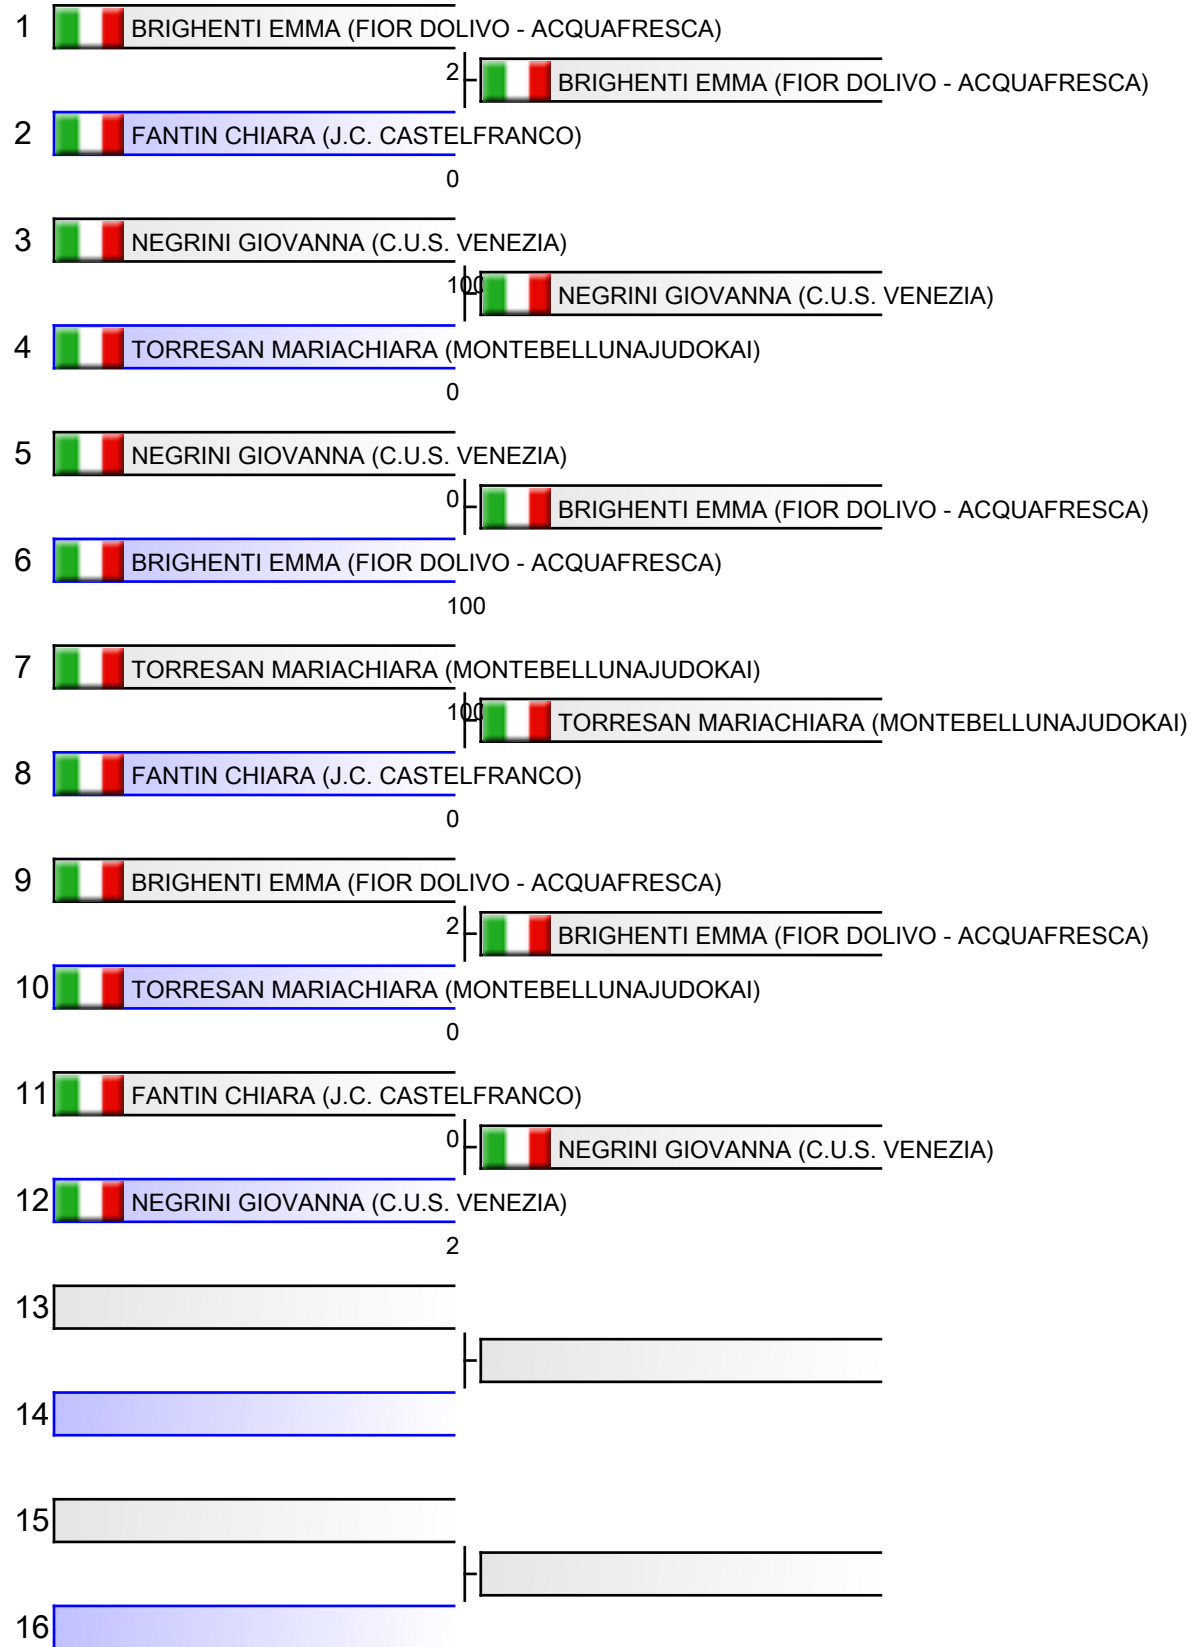 1 BRIGHENTI EMMA (FIOR DOLIVO - ACQUAFRESCA)
2 BRIGHENTI EMMA (FIOR DOLIVO - ACQUAFRESCA)
2 FANTIN CHIARA (J.C. CASTELFRANCO)
0
3 NEGRINI GIOVANNA (C.U.S. VENEZIA)
100 NEGRINI GIOVANNA (C.U.S. VENEZIA)
4 TORRESAN MARIACHIARA (MONTEBELLUNAJUDOKAI)
0
5 NEGRINI GIOVANNA (C.U.S. VENEZIA)
0 BRIGHENTI EMMA (FIOR DOLIVO - ACQUAFRESCA)
6 BRIGHENTI EMMA (FIOR DOLIVO - ACQUAFRESCA)
100
7 TORRESAN MARIACHIARA (MONTEBELLUNAJUDOKAI)
100 TORRESAN MARIACHIARA (MONTEBELLUNAJUDOKAI)
8 FANTIN CHIARA (J.C. CASTELFRANCO)
0
9 BRIGHENTI EMMA (FIOR DOLIVO - ACQUAFRESCA)
2 BRIGHENTI EMMA (FIOR DOLIVO - ACQUAFRESCA)
10 TORRESAN MARIACHIARA (MONTEBELLUNAJUDOKAI)
0
11 FANTIN CHIARA (J.C. CASTELFRANCO)
0 NEGRINI GIOVANNA (C.U.S. VENEZIA)
12 NEGRINI GIOVANNA (C.U.S. VENEZIA)
2
13
14
15
16